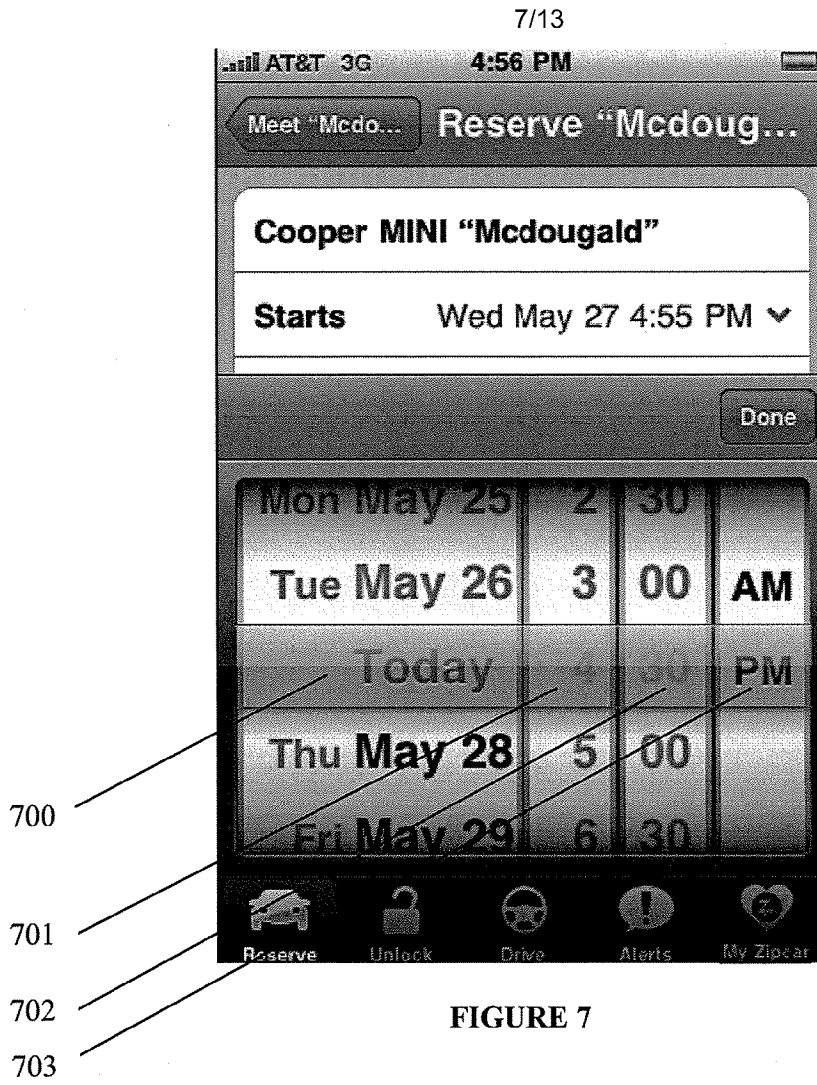 7/13
AT&T 3G 4:56 PM
Meet “Mcdo... Reserve “Mcdoug...
Cooper MINI “Mcdougald”
Starts Wed May 27 4:55 PM
Done
Mon May 25 2 30
Tue May 26 3 00 AM
Today 4 30 PM
Thu May 28 5 00
Fri May 29 6 30
Reserve Unlock Drive Alerts My Zipcar
700
701
702
703
FIGURE 7